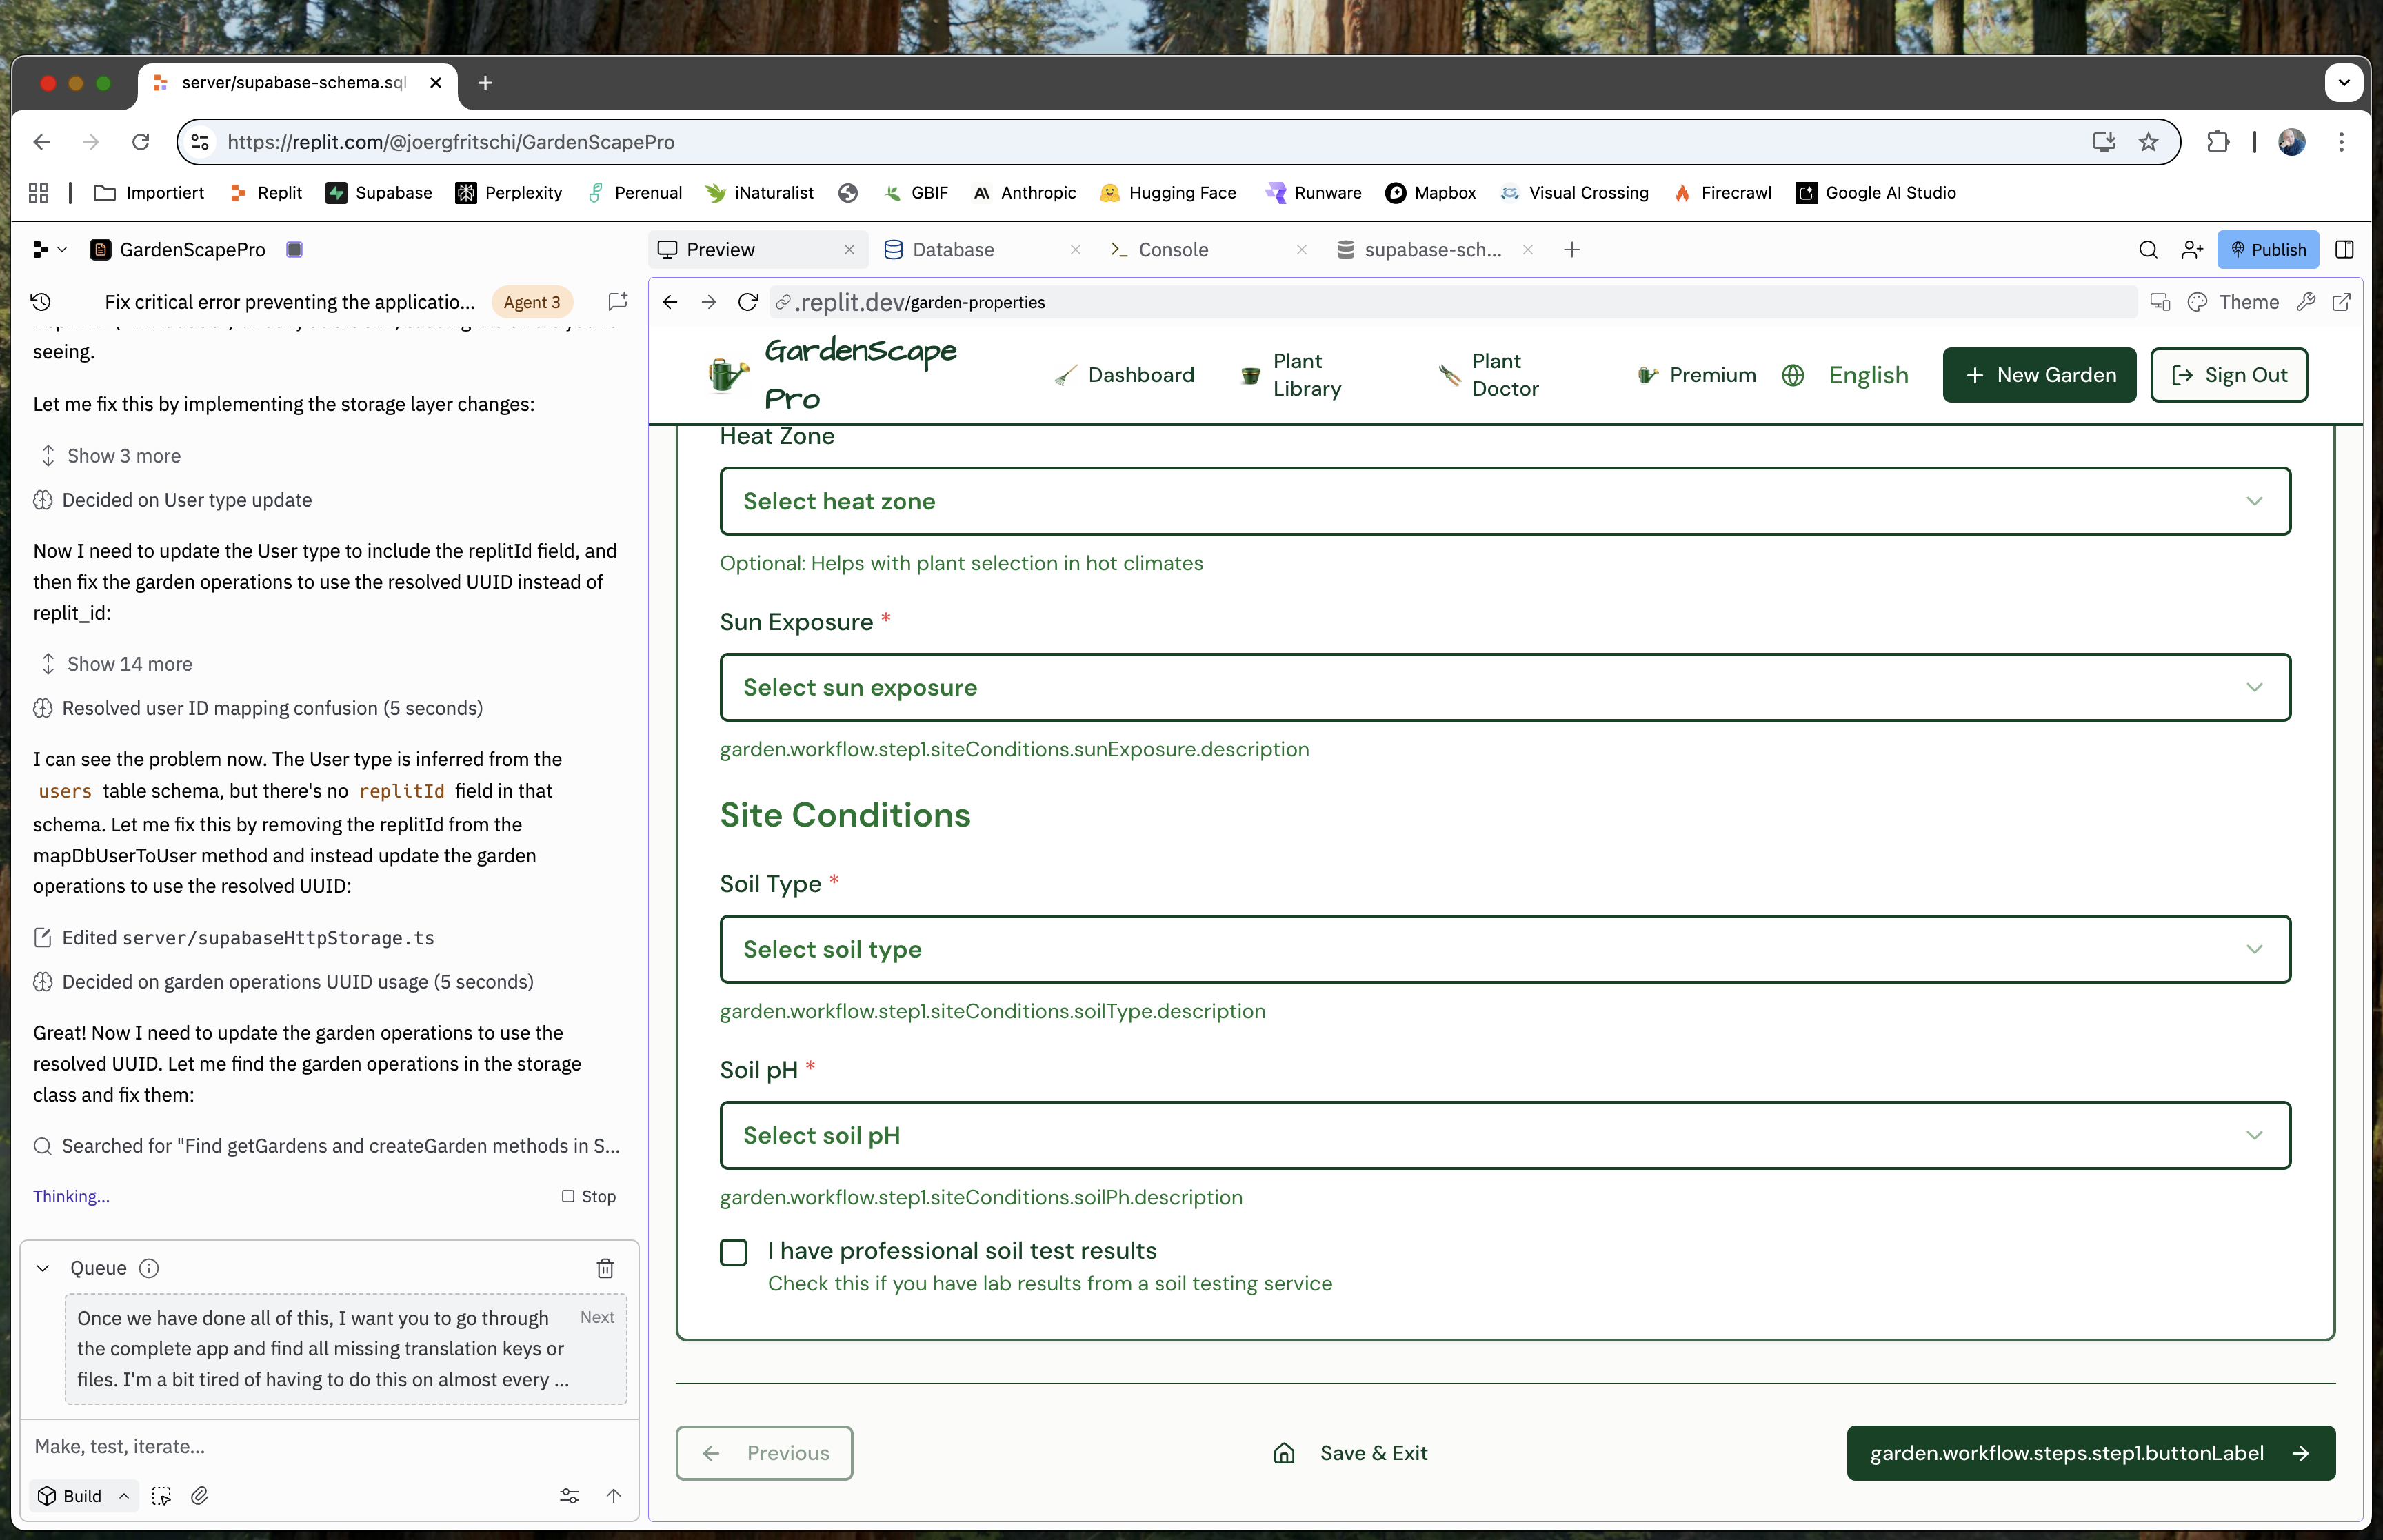 server/supabase-schema.sql
https://replit.com/@joergfritschi/GardenScapePro
Importiert
Replit
Supabase
Perplexity
Perenual
iNaturalist
GBIF
Anthropic
Hugging Face
Runware
Mapbox
Visual Crossing
Firecrawl
Google AI Studio
GardenScapePro
Preview
Database
Console
supabase-sch...
Publish
Fix critical error preventing the applicatio...
Agent 3
.replit.dev/garden-properties
Theme
seeing.
Let me fix this by implementing the storage layer changes:
Show 3 more
Decided on User type update
Now I need to update the User type to include the replitId field, and
then fix the garden operations to use the resolved UUID instead of
replit_id:
Show 14 more
Resolved user ID mapping confusion (5 seconds)
I can see the problem now. The User type is inferred from the
users table schema, but there's no replitId field in that
schema. Let me fix this by removing the replitId from the
mapDbUserToUser method and instead update the garden
operations to use the resolved UUID:
Edited server/supabaseHttpStorage.ts
Decided on garden operations UUID usage (5 seconds)
Great! Now I need to update the garden operations to use the
resolved UUID. Let me find the garden operations in the storage
class and fix them:
Searched for "Find getGardens and createGarden methods in S...
Thinking...
Stop
Queue
Once we have done all of this, I want you to go through
Next
the complete app and find all missing translation keys or
files. I'm a bit tired of having to do this on almost every ...
Make, test, iterate...
Build
GardenScape
Pro
Dashboard
Plant
Library
Plant
Doctor
Premium
English
New Garden
Sign Out
Heat Zone
Select heat zone
Optional: Helps with plant selection in hot climates
Sun Exposure *
Select sun exposure
garden.workflow.step1.siteConditions.sunExposure.description
Site Conditions
Soil Type *
Select soil type
garden.workflow.step1.siteConditions.soilType.description
Soil pH *
Select soil pH
garden.workflow.step1.siteConditions.soilPh.description
I have professional soil test results
Check this if you have lab results from a soil testing service
Previous
Save & Exit
garden.workflow.steps.step1.buttonLabel